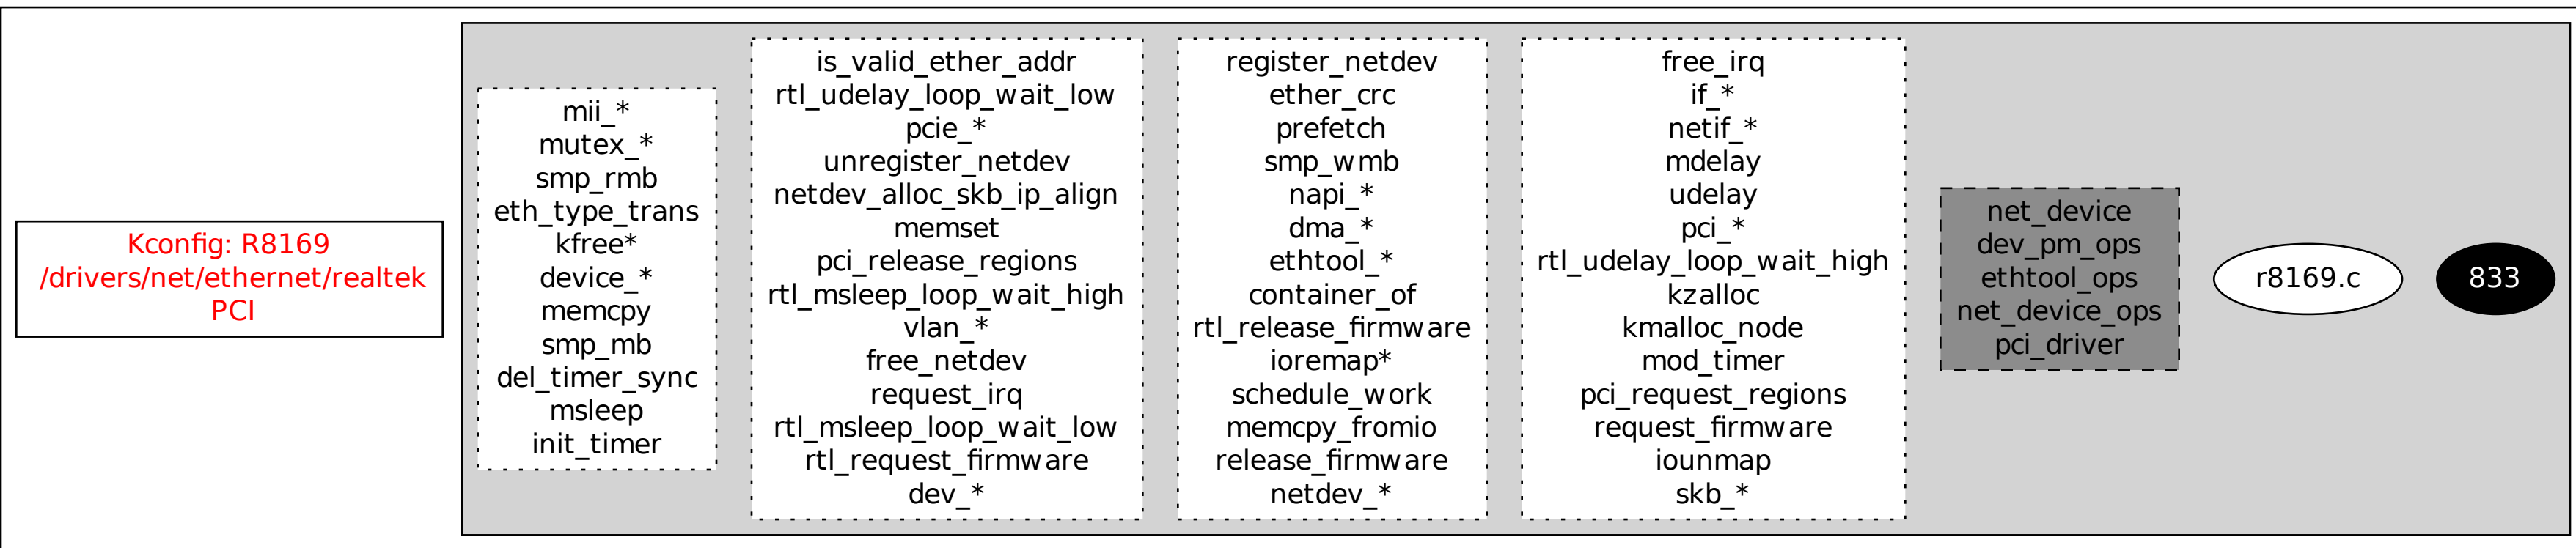 Kconfig: R8169
/drivers/net/ethernet/realtek
PCI
mii_*
mutex_*
smp_rmb
eth_type_trans
kfree*
device_*
memcpy
smp_mb
del_timer_sync
msleep
init_timer
is_valid_ether_addr
rtl_udelay_loop_wait_low
pcie_*
unregister_netdev
netdev_alloc_skb_ip_align
memset
pci_release_regions
rtl_msleep_loop_wait_high
vlan_*
free_netdev
request_irq
rtl_msleep_loop_wait_low
rtl_request_firmware
dev_*
register_netdev
ether_crc
prefetch
smp_wmb
napi_*
dma_*
ethtool_*
container_of
rtl_release_firmware
ioremap*
schedule_work
memcpy_fromio
release_firmware
netdev_*
free_irq
if_*
netif_*
mdelay
udelay
pci_*
rtl_udelay_loop_wait_high
kzalloc
kmalloc_node
mod_timer
pci_request_regions
request_firmware
iounmap
skb_*
net_device
dev_pm_ops
ethtool_ops
net_device_ops
pci_driver
r8169.c
833